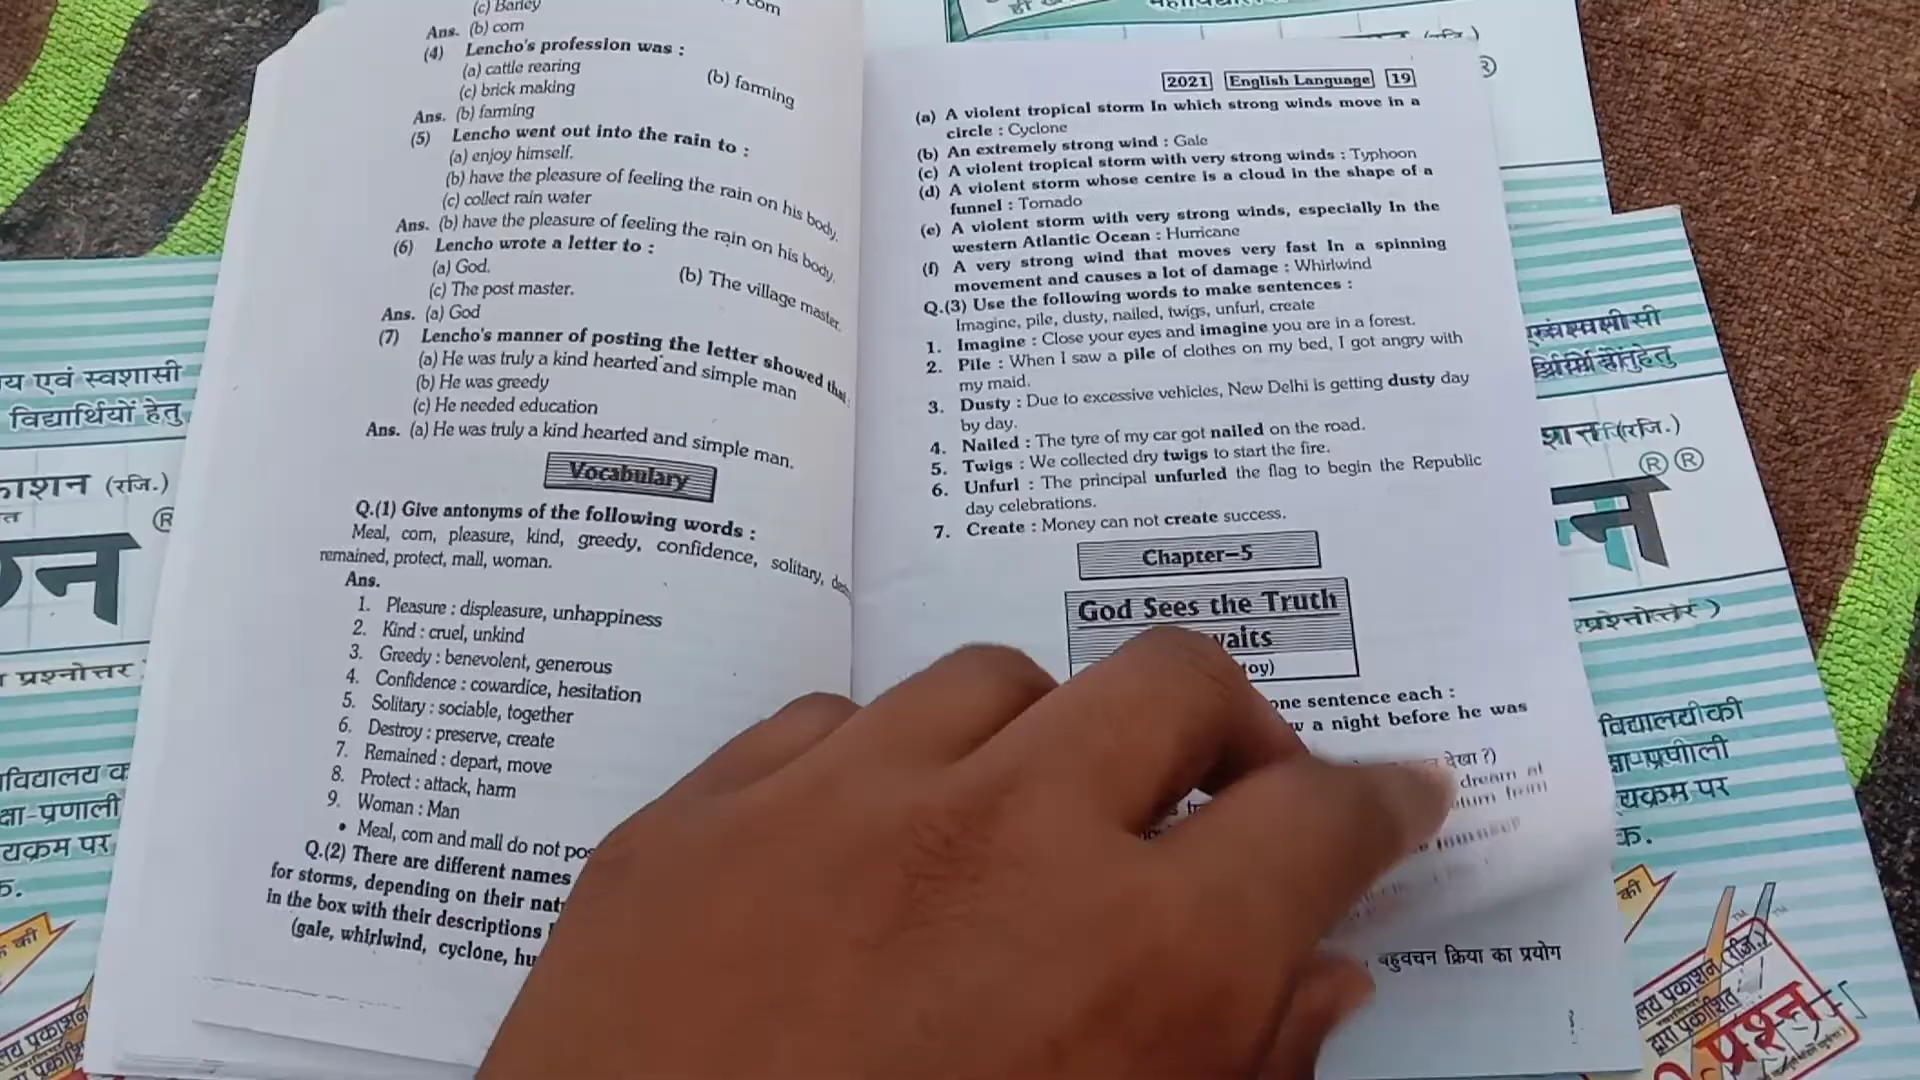 (c) Barley
Ans. (b) corn
(4) Lencho's profession was :
(a) cattle rearing
(b) farming
(c) brick making
Ans. (b) farming
(5) Lencho went out into the rain to :
(a) enjoy himself.
(b) have the pleasure of feeling the rain on his body.
(c) collect rain water
Ans. (b) have the pleasure of feeling the rain on his body.
(6) Lencho wrote a letter to :
(a) God.
(b) The village master.
(c) The post master.
Ans. (a) God
(7) Lencho's manner of posting the letter showed that
(a) He was truly a kind hearted and simple man
(b) He was greedy
(c) He needed education
Ans. (a) He was truly a kind hearted and simple man.
Vocabulary
Q.(1) Give antonyms of the following words :
Meal, corn, pleasure, kind, greedy, confidence, solitary,
remained, protect, mall, woman.
Ans.
1. Pleasure : displeasure, unhappiness
2. Kind : cruel, unkind
3. Greedy : benevolent, generous
4. Confidence : cowardice, hesitation
5. Solitary : sociable, together
6. Destroy : preserve, create
7. Remained : depart, move
8. Protect : attack, harm
9. Woman : Man
• Meal, corn and mall do not
Q.(2) There are different names
for storms, depending on their
in the box with their descriptions
(gale, whirlwind, cyclone,
2021 English Language 19
(a) A violent tropical storm In which strong winds move in a
circle : Cyclone
(b) An extremely strong wind : Gale
(c) A violent tropical storm with very strong winds : Typhoon
(d) A violent storm whose centre is a cloud in the shape of a
funnel : Tornado
(e) A violent storm with very strong winds, especially In the
western Atlantic Ocean : Hurricane
(f) A very strong wind that moves very fast In a spinning
movement and causes a lot of damage : Whirlwind
Q.(3) Use the following words to make sentences :
Imagine, pile, dusty, nailed, twigs, unfurl, create
1. Imagine : Close your eyes and imagine you are in a forest.
2. Pile : When I saw a pile of clothes on my bed, I got angry with
my maid.
3. Dusty : Due to excessive vehicles, New Delhi is getting dusty day
by day.
4. Nailed : The tyre of my car got nailed on the road.
5. Twigs : We collected dry twigs to start the fire.
6. Unfurl : The principal unfurled the flag to begin the Republic
day celebrations.
7. Create : Money can not create success.
Chapter–5
God Sees the Truth
one sentence each :
a night before he was
देखा ?)
dream
from
बहुवचन क्रिया का प्रयोग
य एवं स्वशासी
विद्यार्थियों हेतु
(रजि.)
®
प्रश्नोत्तर
प्रणाली
पर
की
® ®
की
पर
क.
की
प्रकाशन (रजि.)
द्वारा प्रकाशित
प्रश्न